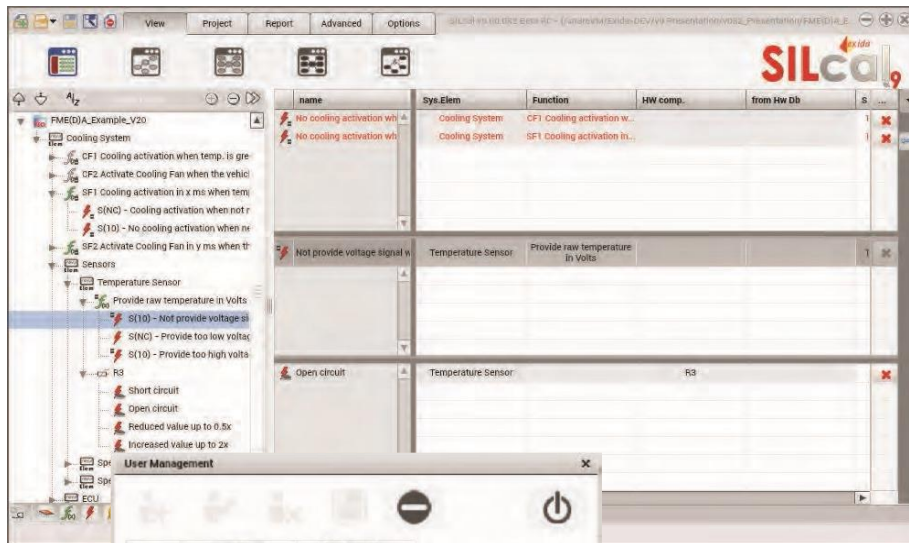 View Project Report Advanced Options
exida
SILcal 9
A/Z
name Sys.Elem Function HW comp. from Hw Db S ...
FME(D)A_Example_V20
Cooling System
CF1 Cooling activation when temp. is gre
CF2 Activate Cooling Fan when the vehicl
SF1 Cooling activation in x ms when tem
S(NC) - Cooling activation when not r
S(10) - No cooling activation when ne
SF2 Activate Cooling Fan in y ms when th
Sensors
Temperature Sensor
Provide raw temperature in Volts
S(10) - Not provide voltage si
S(NC) - Provide too low voltag
S(10) - Provide too high volta
R3
Short circuit
Open circuit
Reduced value up to 0.5x
Increased value up to 2x
Spe
Spe
ECU
No cooling activation wh Cooling System CF1 Cooling activation w...
No cooling activation wh Cooling System SF1 Cooling activation in...
Not provide voltage signal w Temperature Sensor Provide raw temperature
in Volts
Open circuit Temperature Sensor R3
User Management